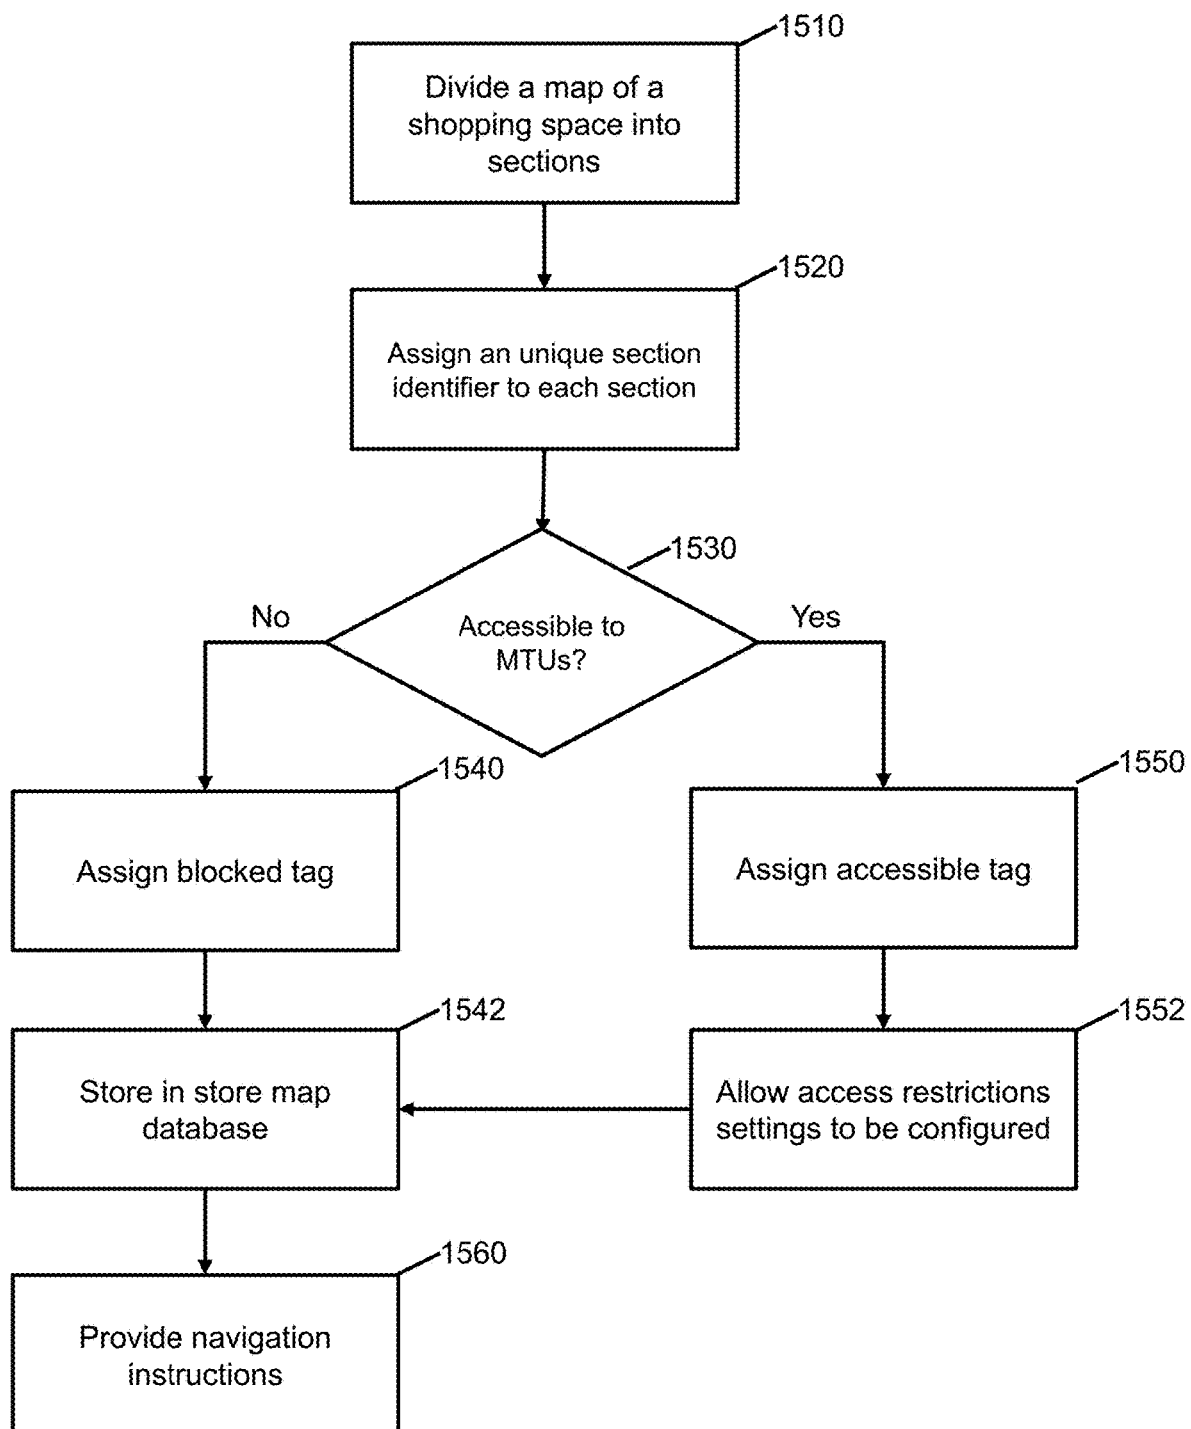 1510
Divide a map of a
shopping space into
sections
1520
Assign an unique section
identifier to each section
1530
No
Accessible to
MTUs?
Yes
1540
Assign blocked tag
1550
Assign accessible tag
1542
Store in store map
database
1552
Allow access restrictions
settings to be configured
1560
Provide navigation
instructions